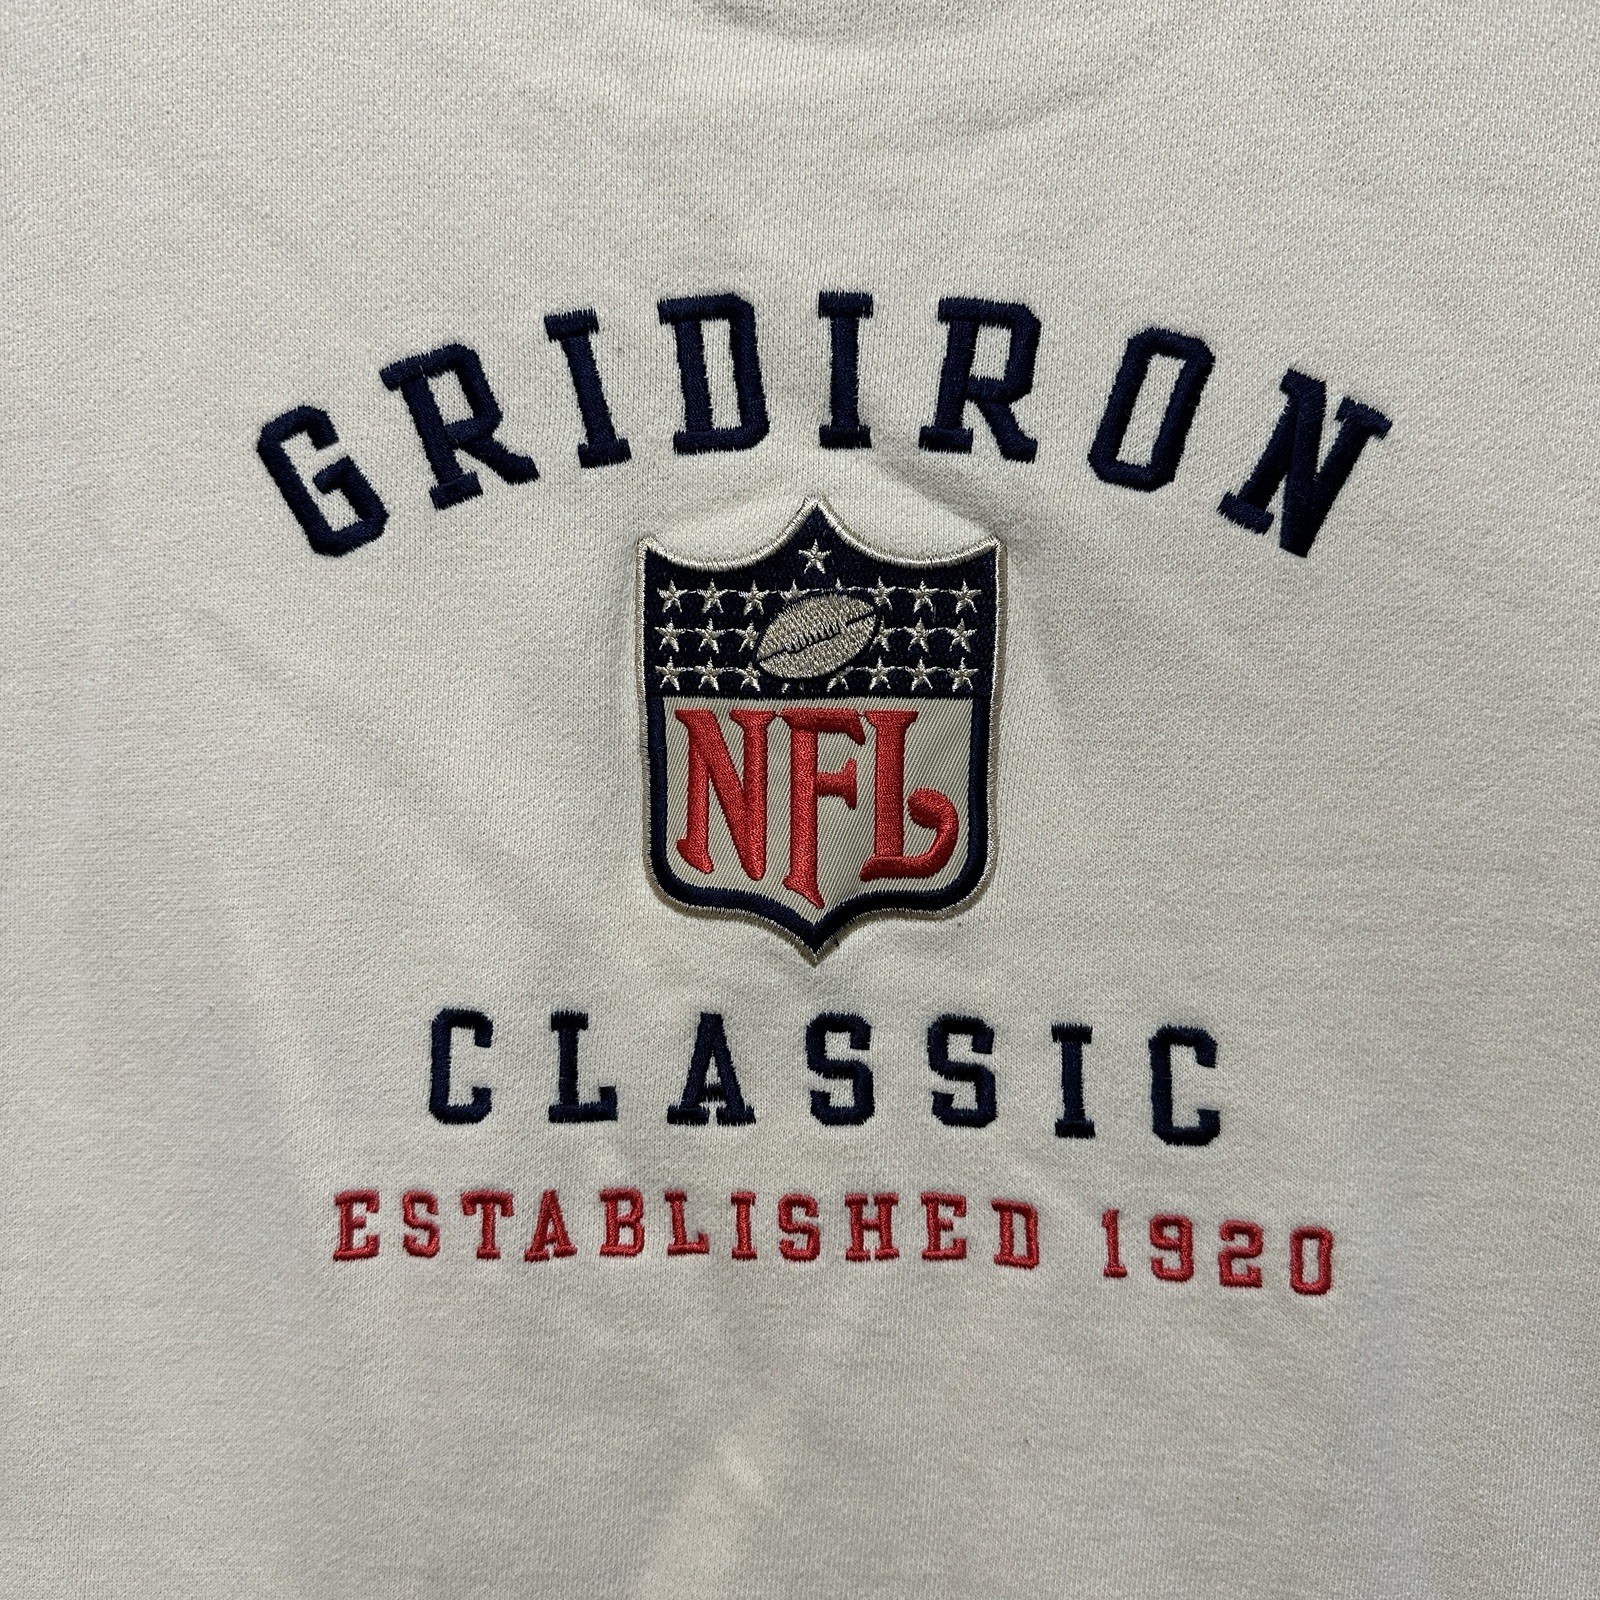 GRIDIRON
NFL
CLASSIC
ESTABLISHED 1920